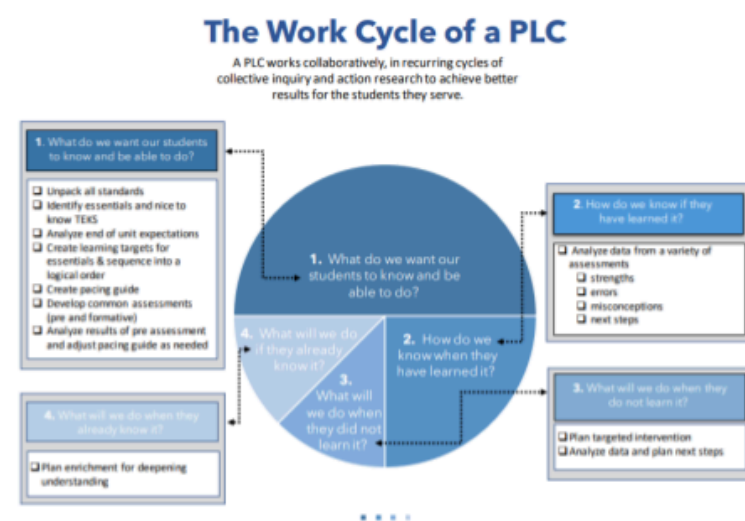 The Work Cycle of a PLC
A PLC works collaboratively, in recurring cycles of
collective inquiry and action research to achieve better
results for the students they serve.
1. What do we want our students
to know and be able to do?
❑ Unpack all standards
❑ Identify essentials and nice to
know TEKS
❑ Analyze end of unit expectations
❑ Create learning targets for
essentials & sequence into a
logical order
❑ Create pacing guide
❑ Develop common assessments
(pre and formative)
❑ Analyze results of pre assessment
and adjust pacing guide as needed
1. What do we want our
students to know and be
able to do?
2. How do we know if they
have learned it?
❑ Analyze data from a variety of
assessments
❑ strengths
❑ errors
❑ misconceptions
❑ next steps
4. What will we do
if they already
know it?
2. How do we
know when they
have learned it?
3.
What will
we do when
they did not
learn it?
3. What will we do when they
do not learn it?
❑ Plan targeted intervention
❑ Analyze data and plan next steps
4. What will we do when they
already know it?
❑ Plan enrichment for deepening
understanding